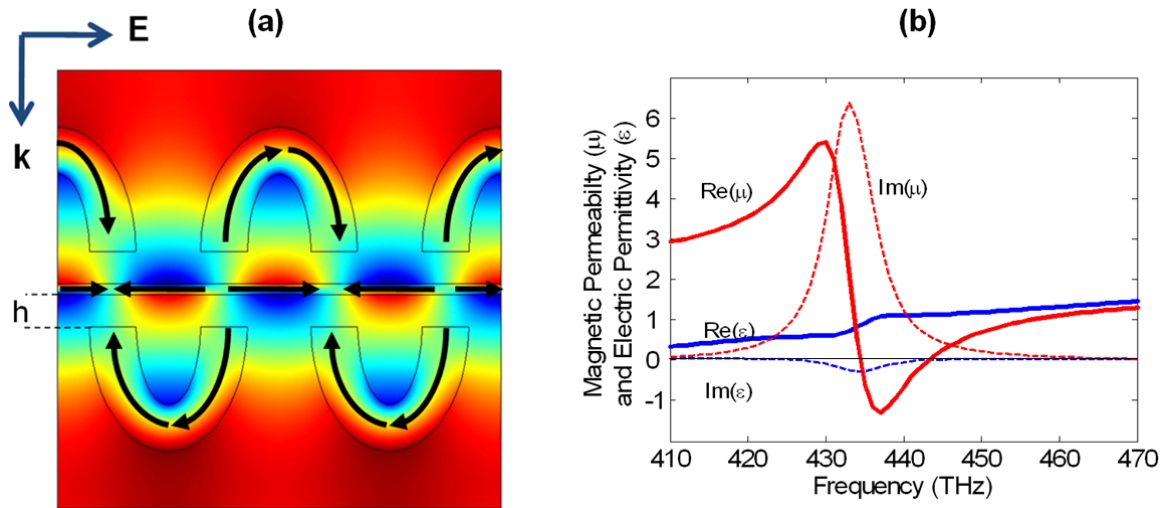 (a)
E
k
h
(b)
Magnetic Permeabilty (μ)
and Electric Permittivity (ε)
6
5
4
3
2
1
0
-1
Re(μ)
Im(μ)
Re(ε)
Im(ε)
410 420 430 440 450 460 470
Frequency (THz)